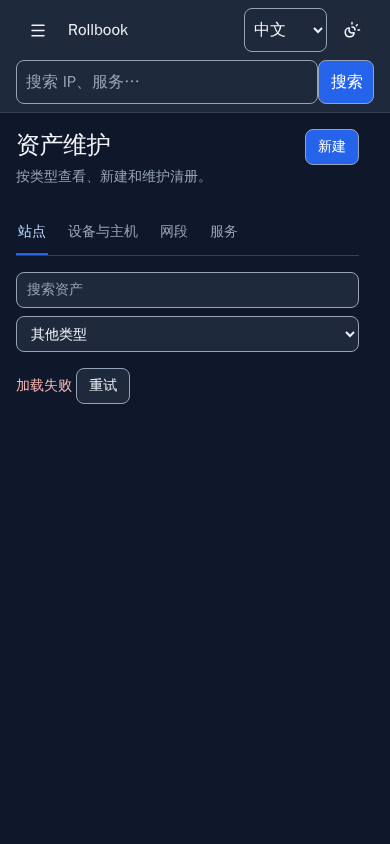 Rollbook 中文
搜索 IP、服务… 搜索
资产维护 新建
按类型查看、新建和维护清册。
站点 设备与主机 网段 服务
搜索资产
其他类型
加载失败 重试